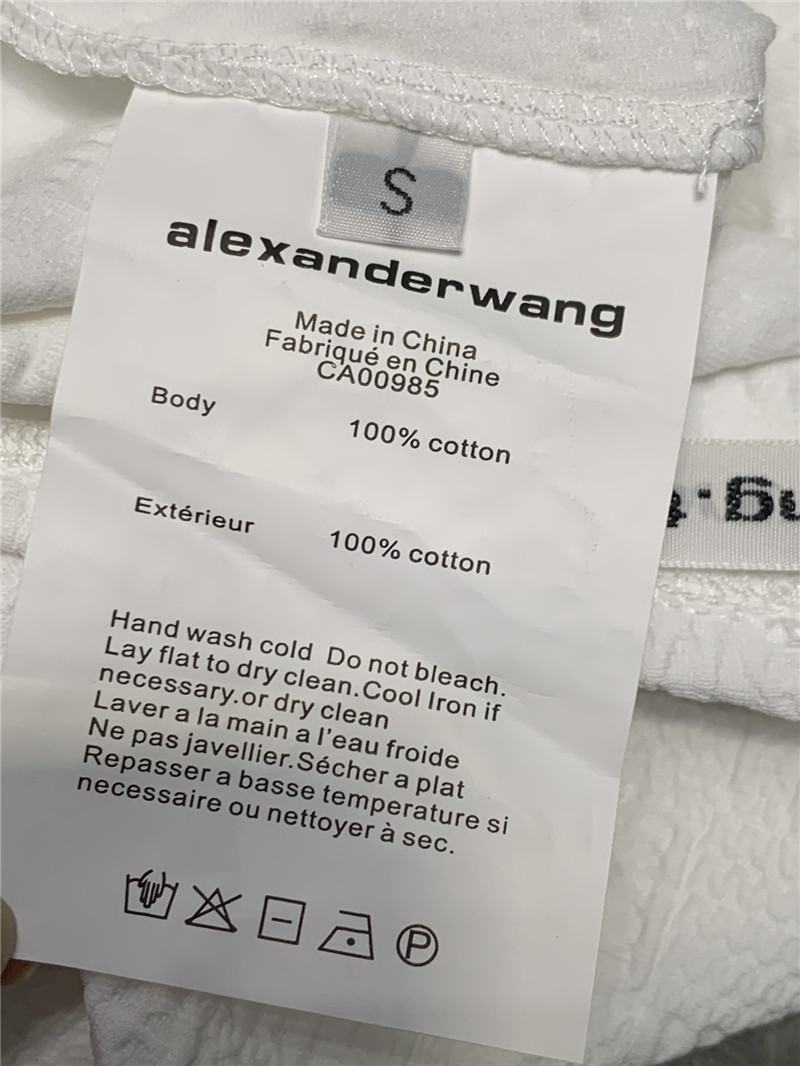 S
alexanderwang
Made in China
Fabriqué en Chine
CA00985
Body
100% cotton
Extérieur
100% cotton
Hand wash cold Do not bleach.
Lay flat to dry clean.Cool Iron if
necessary.or dry clean
Laver a la main a l'eau froide
Ne pas javellier.Sécher a plat
Repasser a basse temperature si
necessaire ou nettoyer à sec.
P